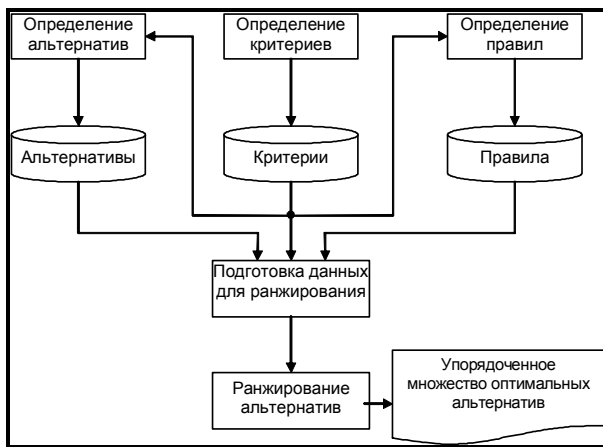 Определение
альтернатив
Определение
критериев
Определение
правил
Альтернативы
Критерии
Правила
Подготовка данных
для ранжирования
Ранжирование
альтернатив
Упорядоченное
множество оптимальных
альтернатив